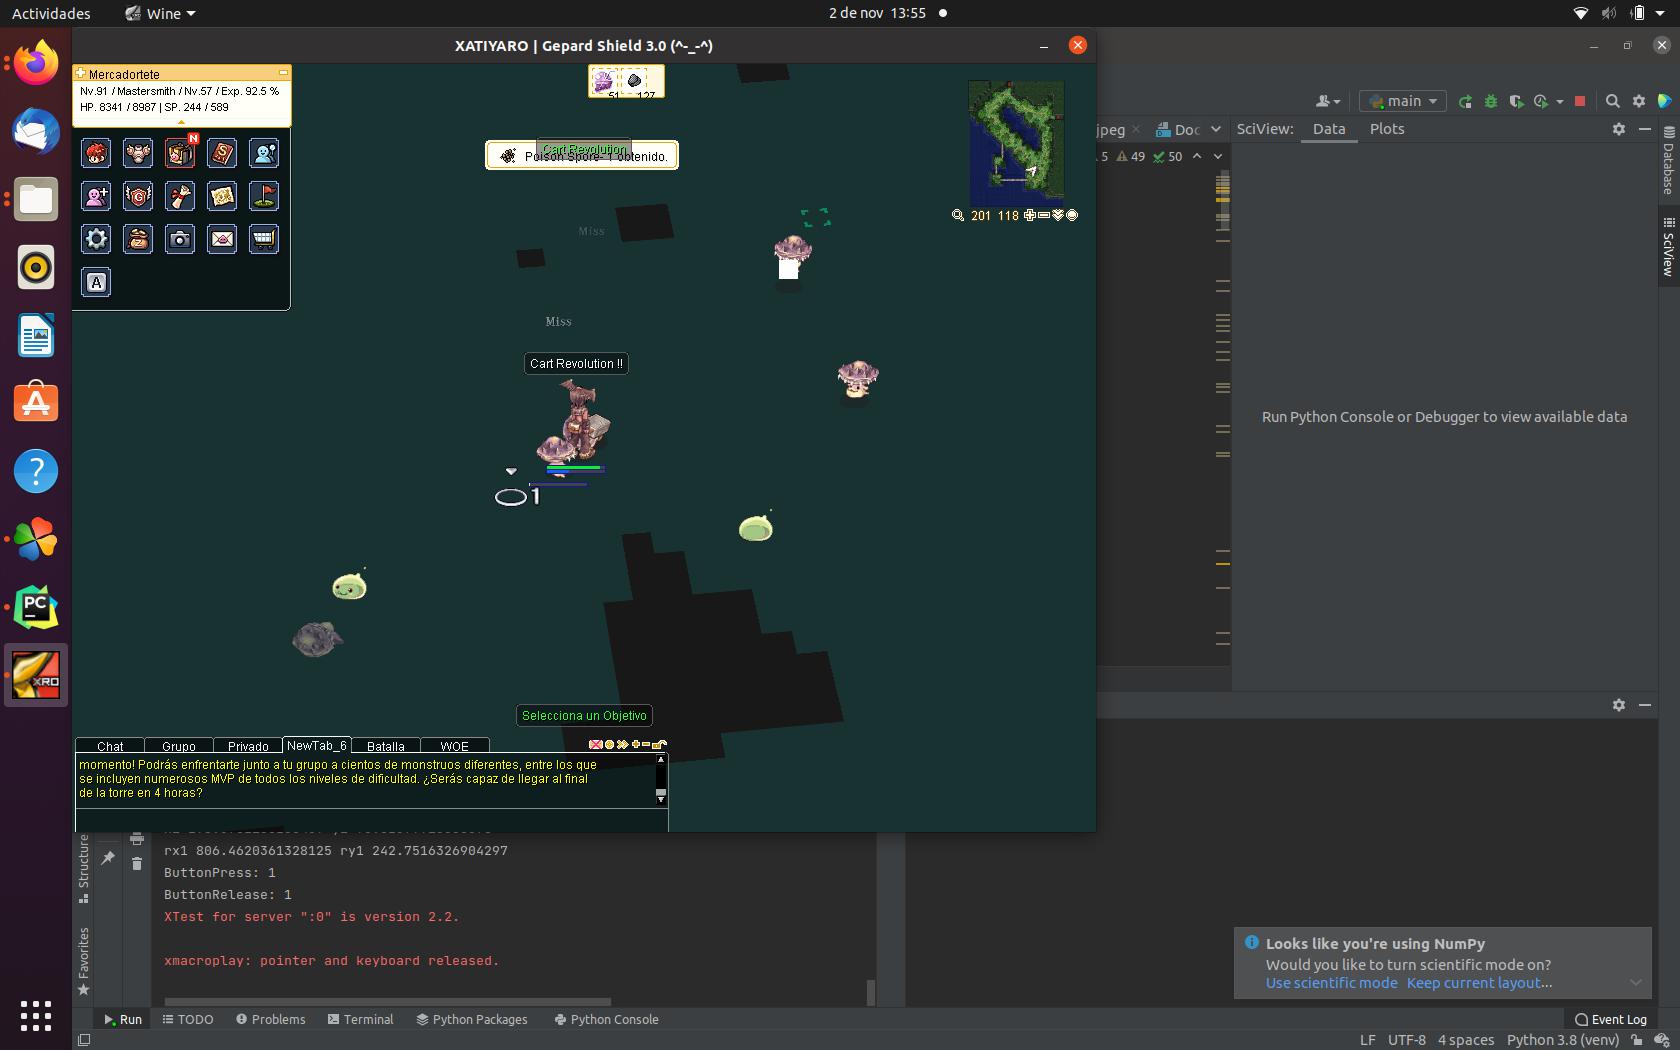 Actividades
Wine
2 de nov 13:55
XATIYARO | Gepard Shield 3.0 (^-_-^)
Mercadortete
Nv.91 / Mastersmith / Nv.57 / Exp. 92.5 %
HP. 8341 / 8987 | SP. 244 / 589
N
A
51
127
Cart Revolution
Poison Spore- 1 obtenido.
201 118
Miss
Miss
Cart Revolution !!
1
Selecciona un Objetivo
Chat
Grupo
Privado
NewTab_6
Batalla
WOE
momento! Podrás enfrentarte junto a tu grupo a cientos de monstruos diferentes, entre los que
se incluyen numerosos MVP de todos los niveles de dificultad. ¿Serás capaz de llegar al final
de la torre en 4 horas?
main
jpeg
Doc
SciView:
Data
Plots
5
49
50
Database
SciView
Run Python Console or Debugger to view available data
PC
XRO
Structure
Favorites
rx1 806.4620361328125 ry1 242.7516326904297
ButtonPress: 1
ButtonRelease: 1
XTest for server ":0" is version 2.2.
xmacroplay: pointer and keyboard released.
Looks like you're using NumPy
Would you like to turn scientific mode on?
Use scientific mode Keep current layout...
Run
TODO
Problems
Terminal
Python Packages
Python Console
Event Log
LF
UTF-8
4 spaces
Python 3.8 (venv)